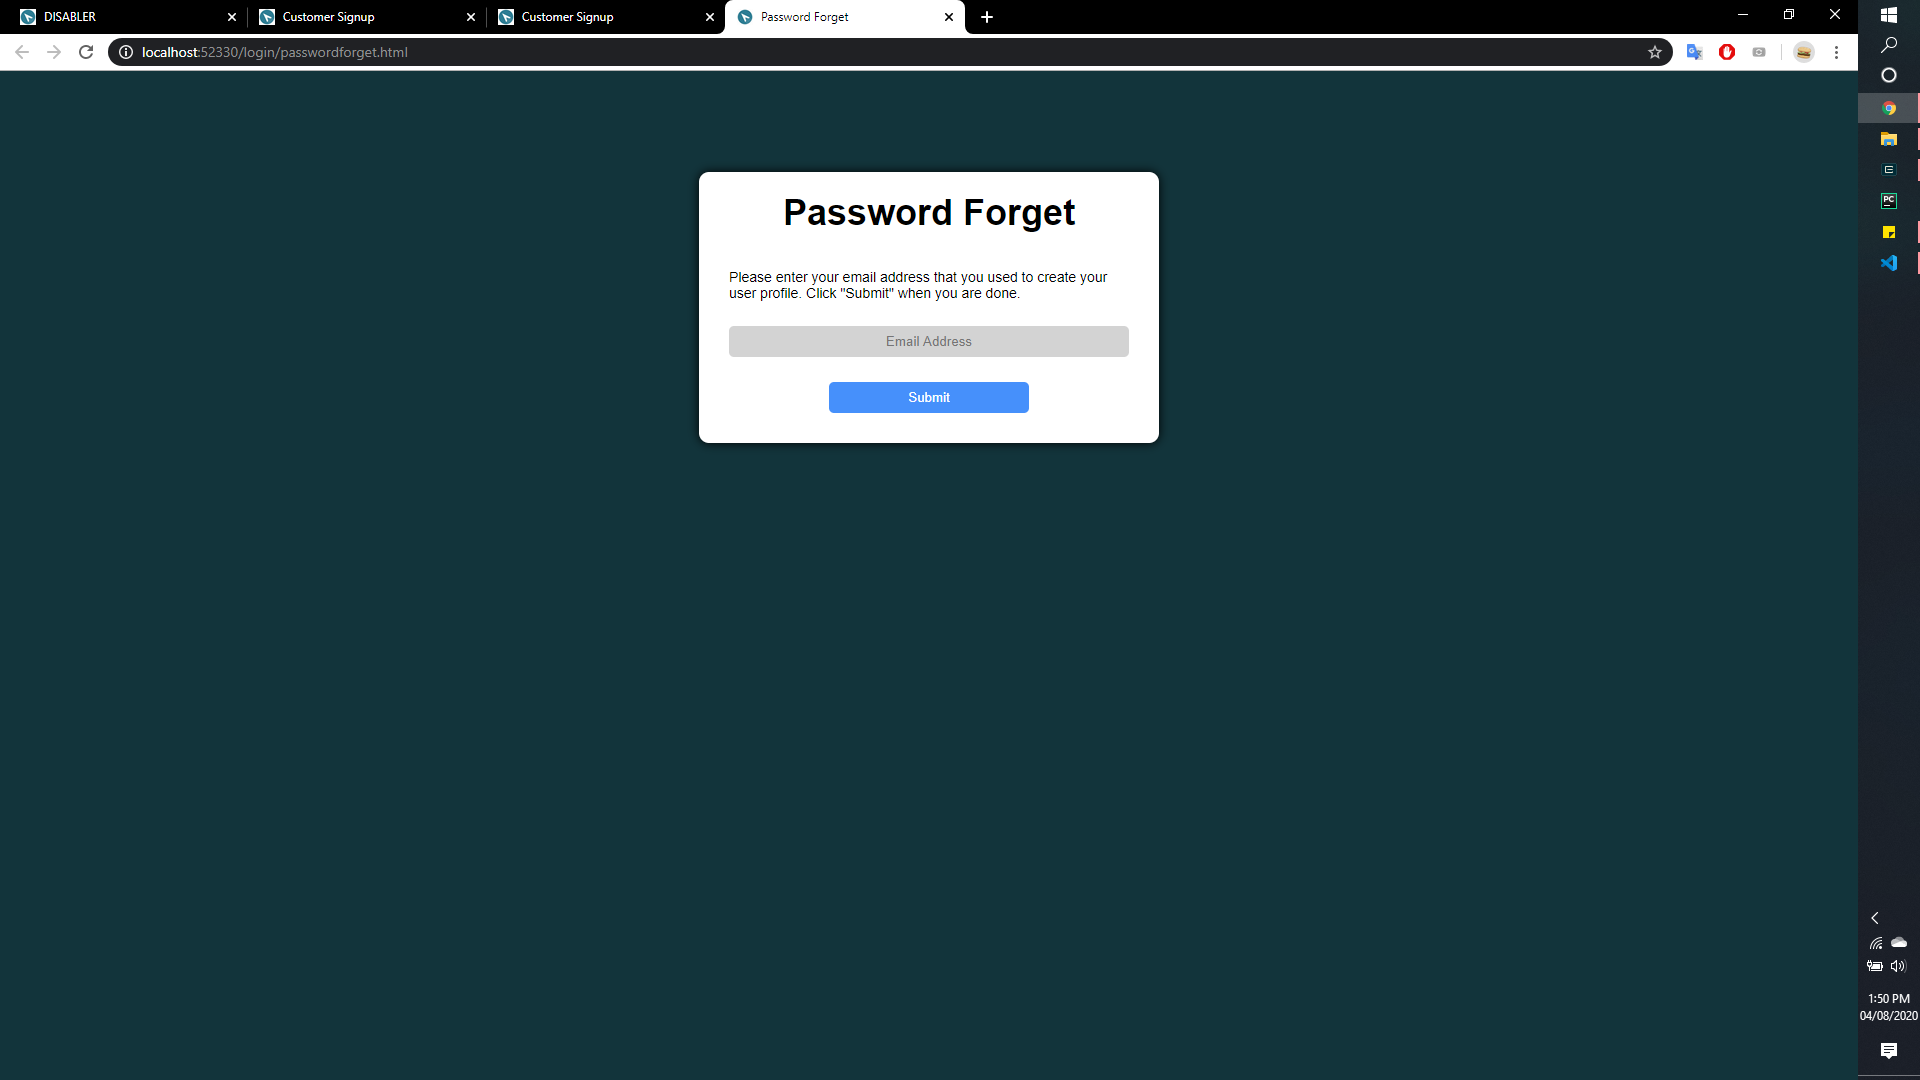 DISABLER
Customer Signup
Customer Signup
Password Forget
localhost:52330/login/passwordforget.html
Password Forget
Please enter your email address that you used to create your
user profile. Click "Submit" when you are done.
Email Address
Submit
PC
1:50 PM
04/08/2020